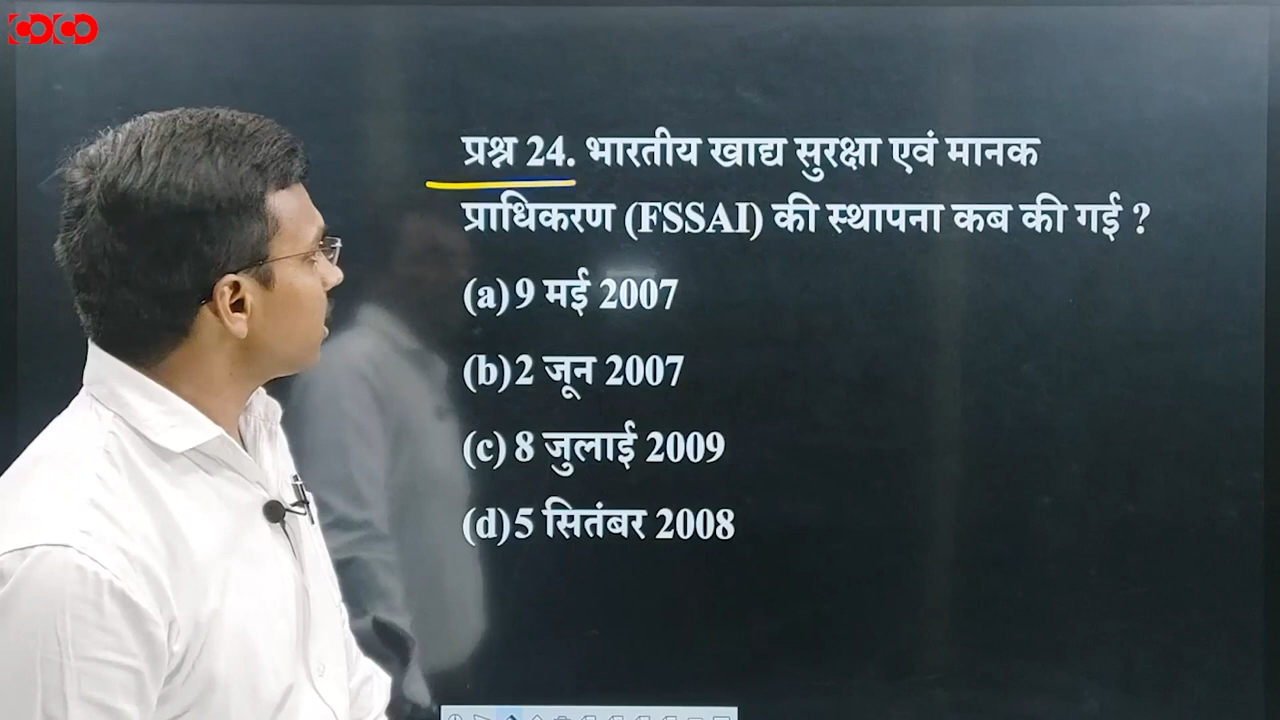 COCO
प्रश्न 24. भारतीय खाद्य सुरक्षा एवं मानक
प्राधिकरण (FSSAI) की स्थापना कब की गई ?
(a) 9 मई 2007
(b) 2 जून 2007
(c) 8 जुलाई 2009
(d) 5 सितंबर 2008